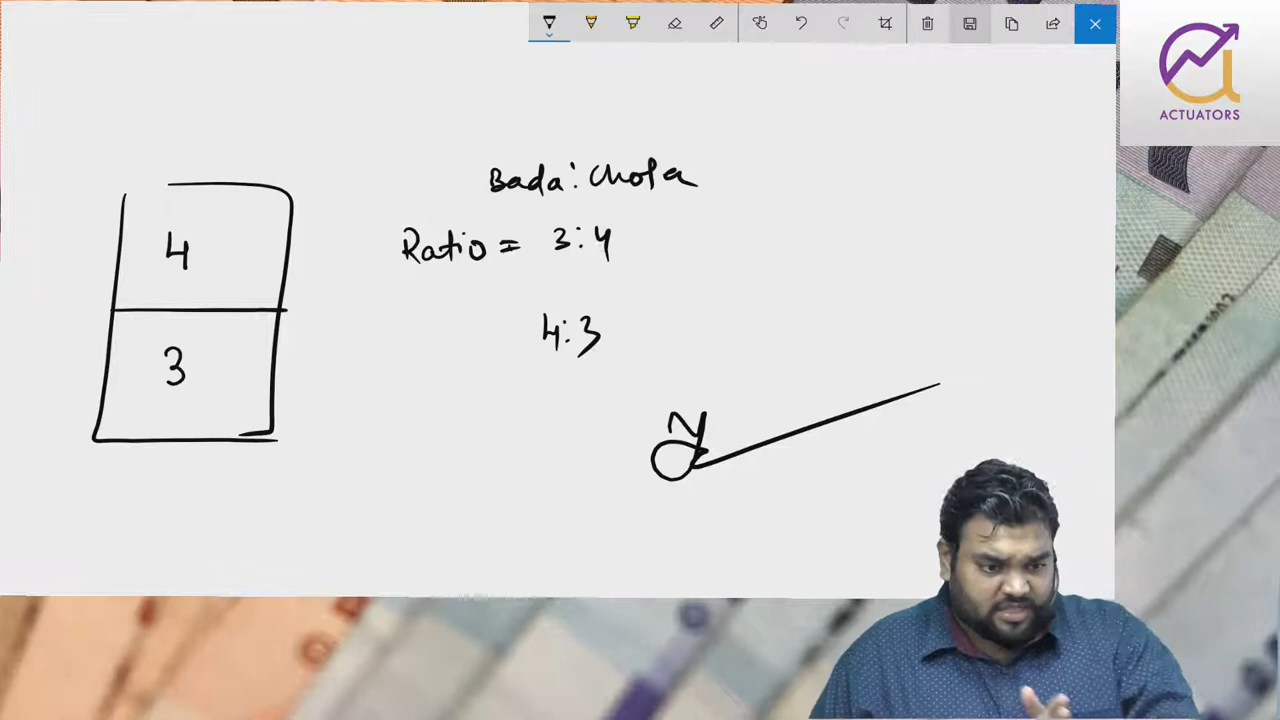 ACTUATORS
Bada : Chota
Ratio = 3:4
4:3
4
3